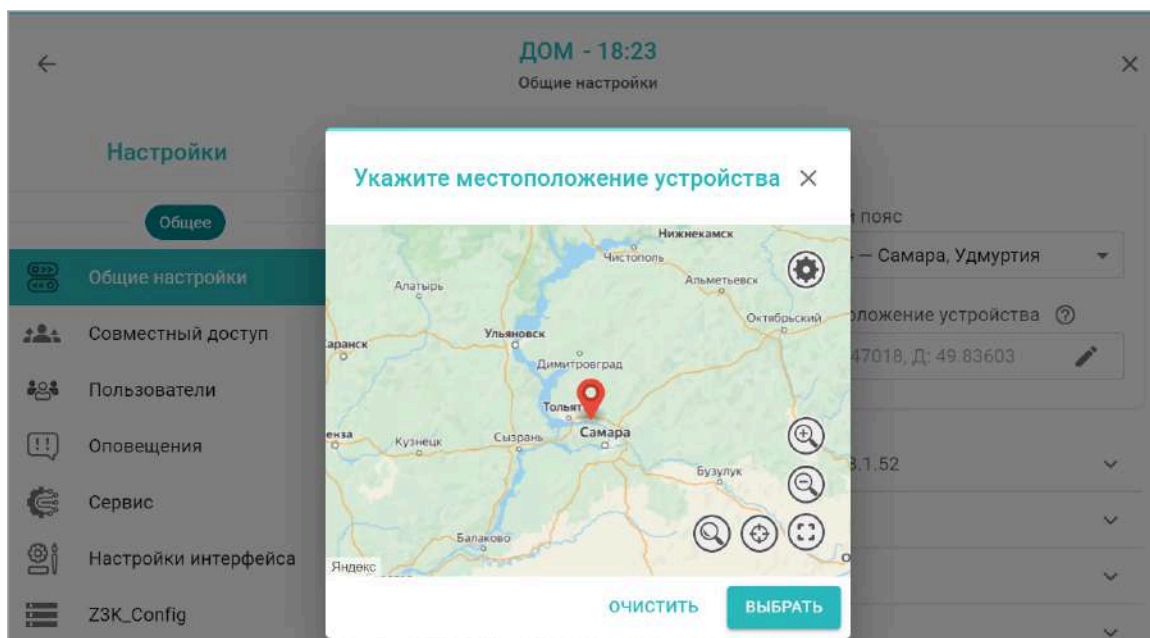 ДОМ - 18:23
Общие настройки
Настройки
Общее
Общие настройки
Совместный доступ
Пользователи
Оповещения
Сервис
Настройки интерфейса
Z3K_Config
Укажите местоположение устройства
Нижнекамск
Чистополь
Алатырь
Альметьевск
Октябрьский
Ульяновск
аранск
Димитровград
Тольят
Самара
Сызрань
Кузнецк
енза
Бузулук
Балаково
Яндекс
ОЧИСТИТЬ
ВЫБРАТЬ
пояс
— Самара, Удмуртия
оложение устройства
47018, Д: 49.83603
.1.52